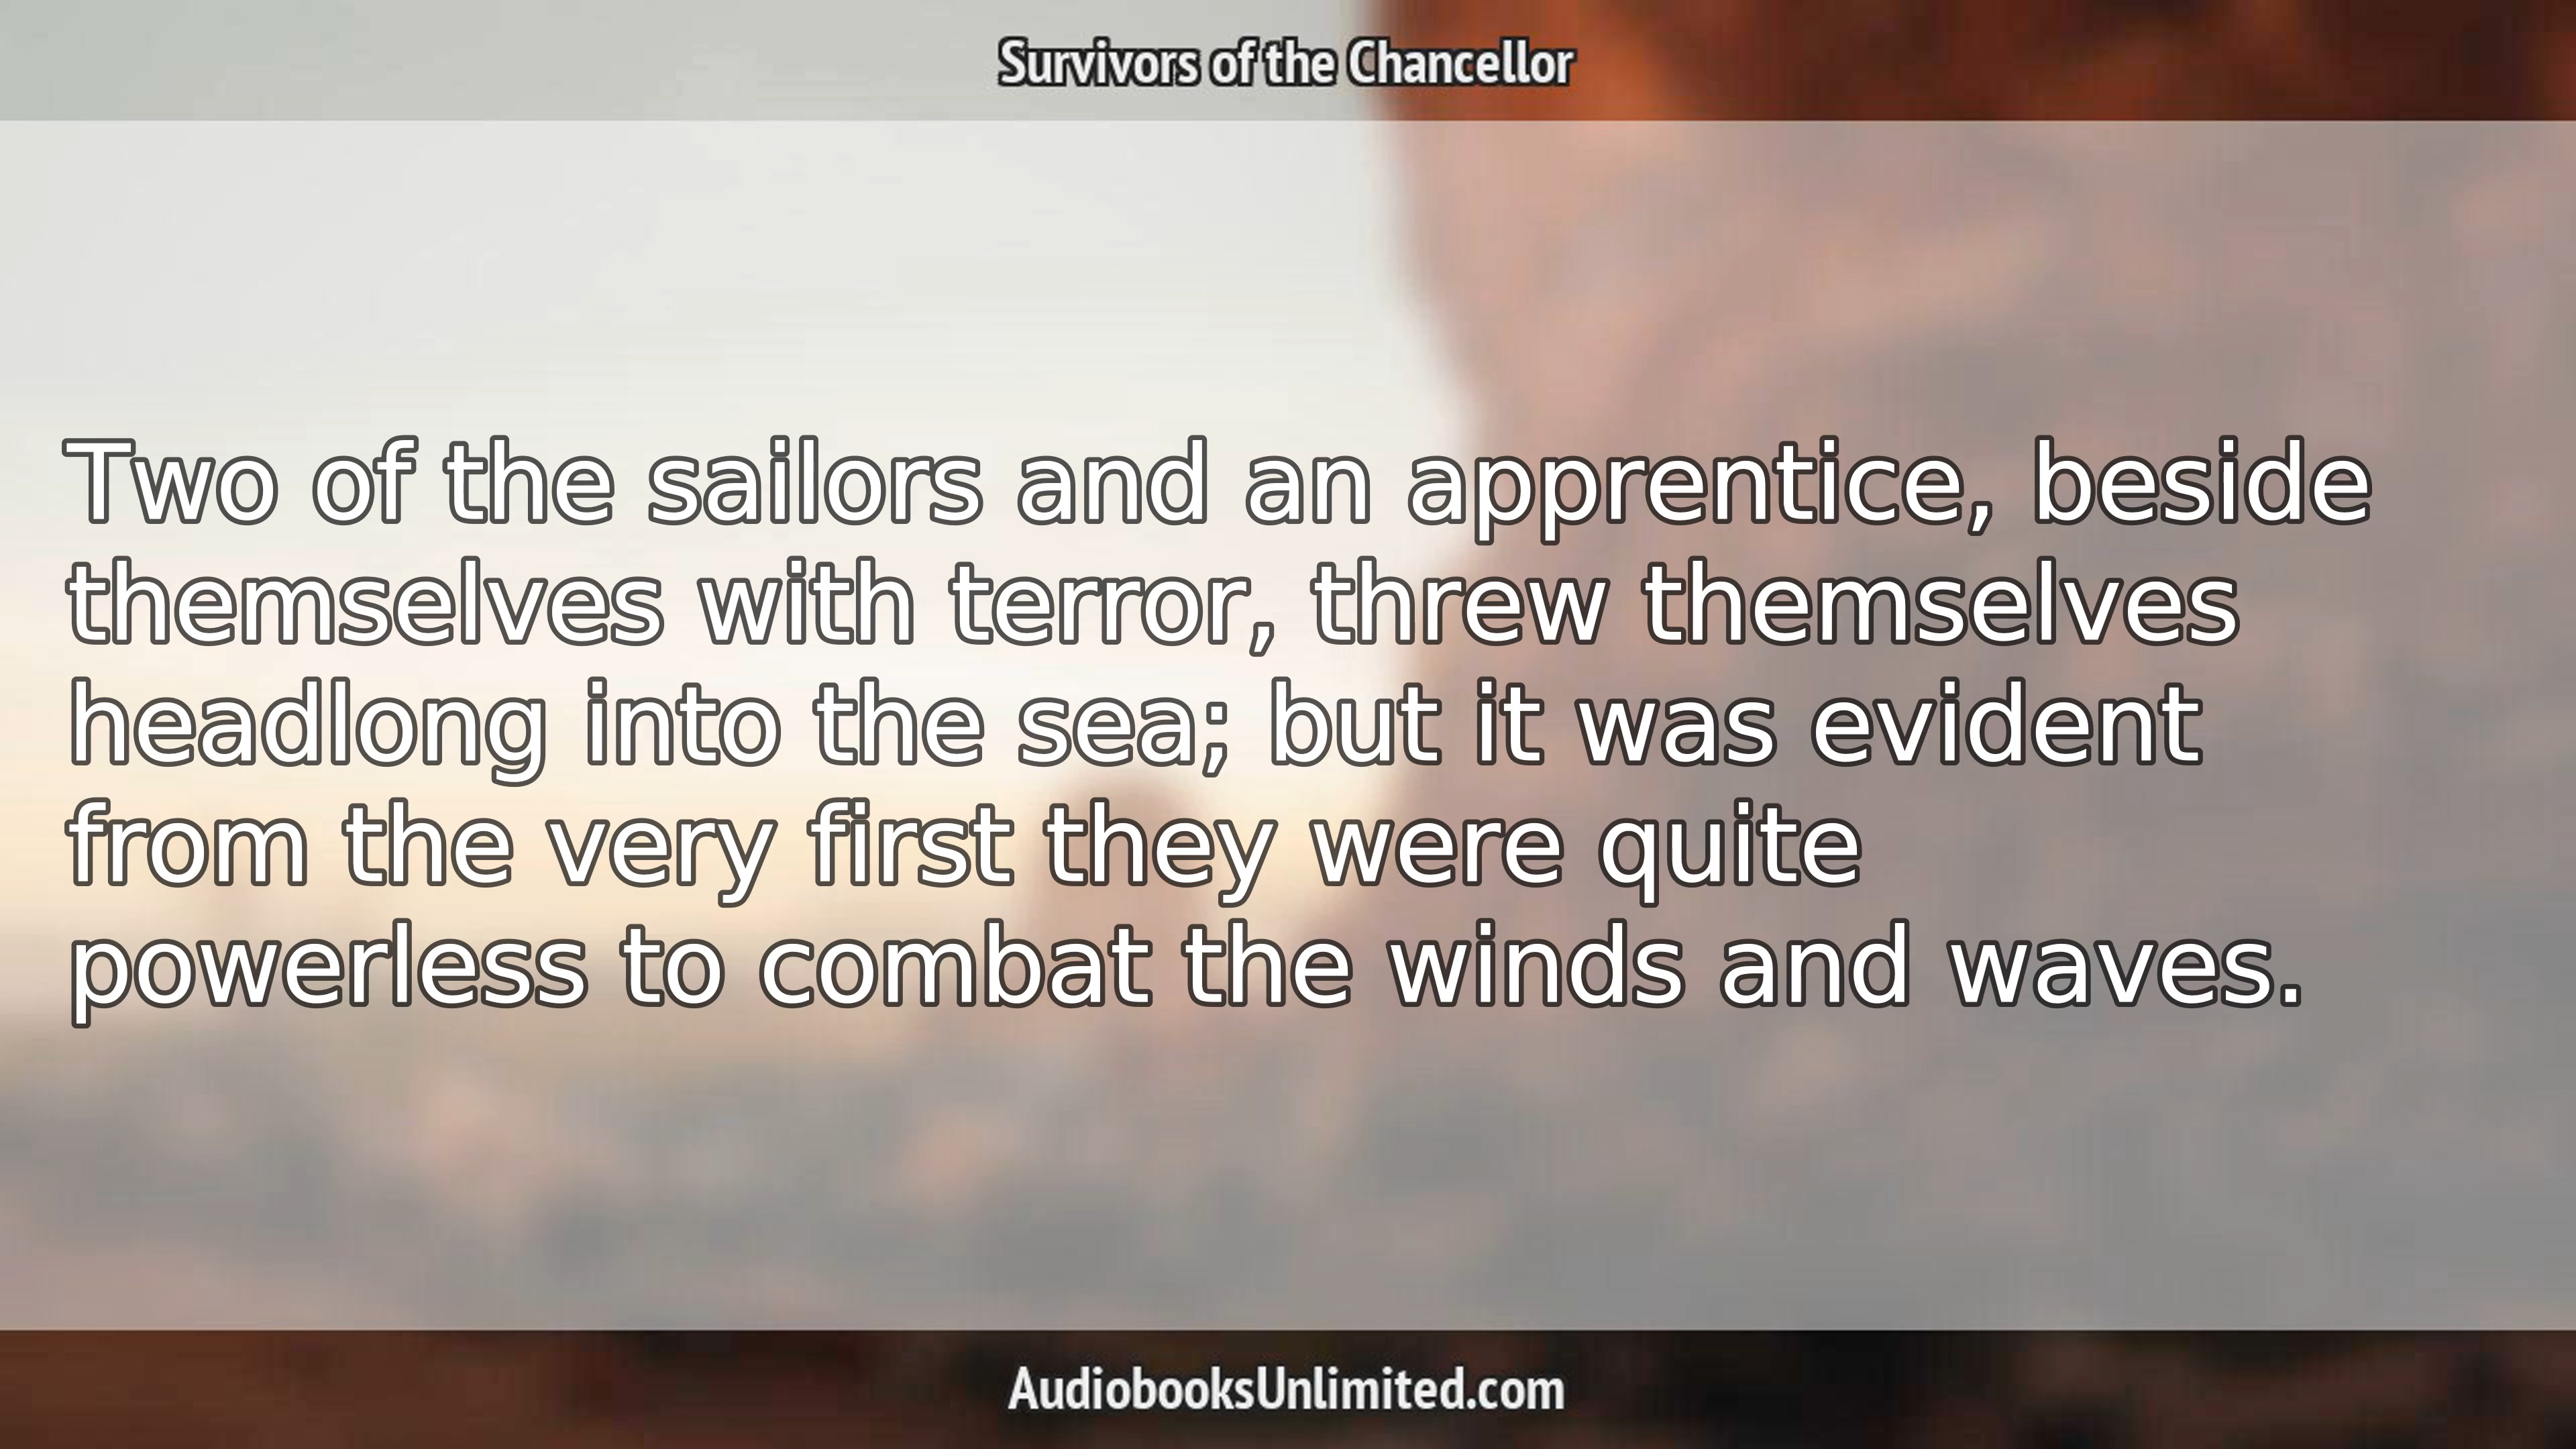 Survivors of the Chancellor
Two of the sailors and an apprentice, beside
themselves with terror, threw themselves
headlong into the sea; but it was evident
from the very first they were quite
powerless to combat the winds and waves.
AudiobooksUnlimited.com